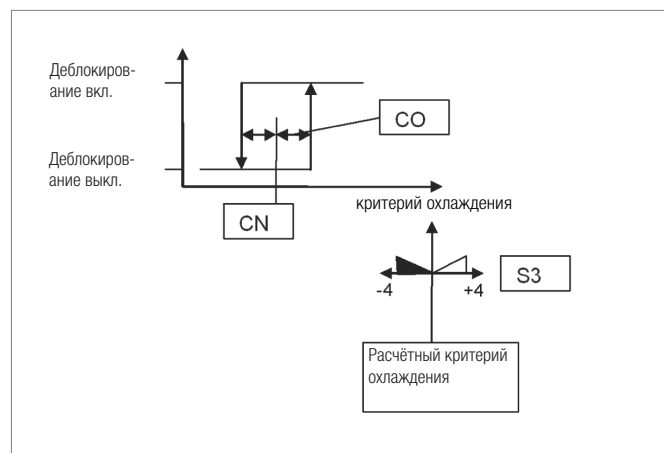 Деблокиров-
ание вкл.
CO
Деблокиров-
ание выкл.
критерий охлаждения
CN
-4
+4
S3
Расчётный критерий
охлаждения